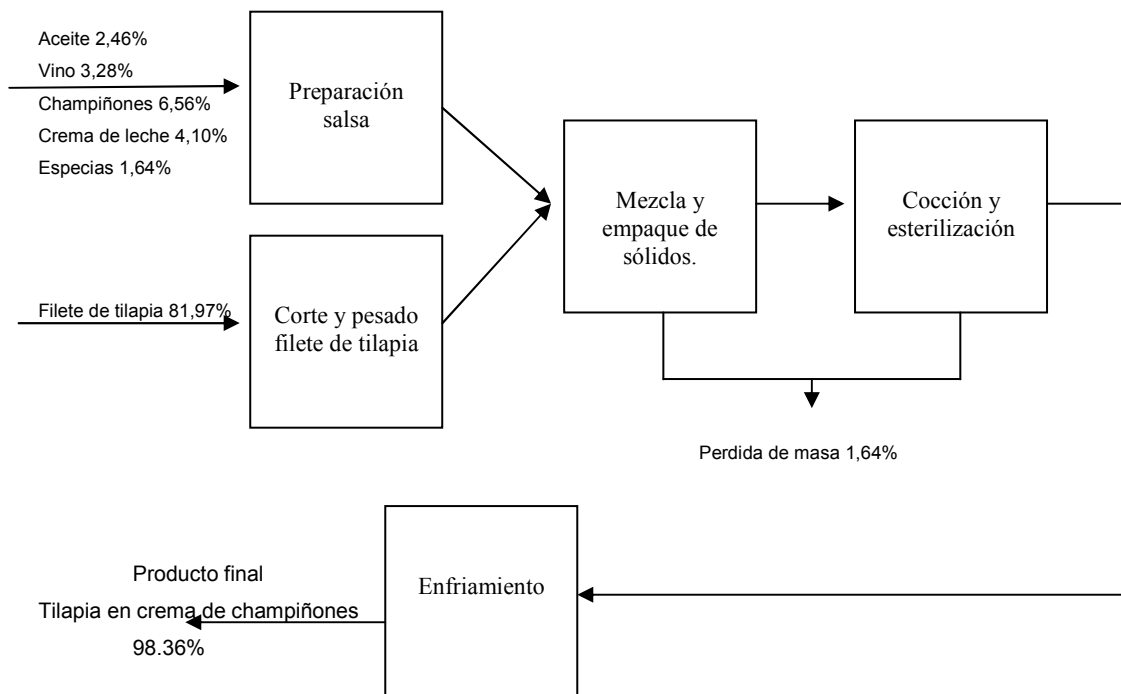 Aceite 2,46%
Vino 3,28%
Champiñones 6,56%
Crema de leche 4,10%
Especias 1,64%
Preparación
salsa
Filete de tilapia 81,97%
Corte y pesado
filete de tilapia
Mezcla y
empaque de
sólidos.
Cocción y
esterilización
Perdida de masa 1,64%
Enfriamiento
Producto final
Tilapia en crema de champiñones
98.36%